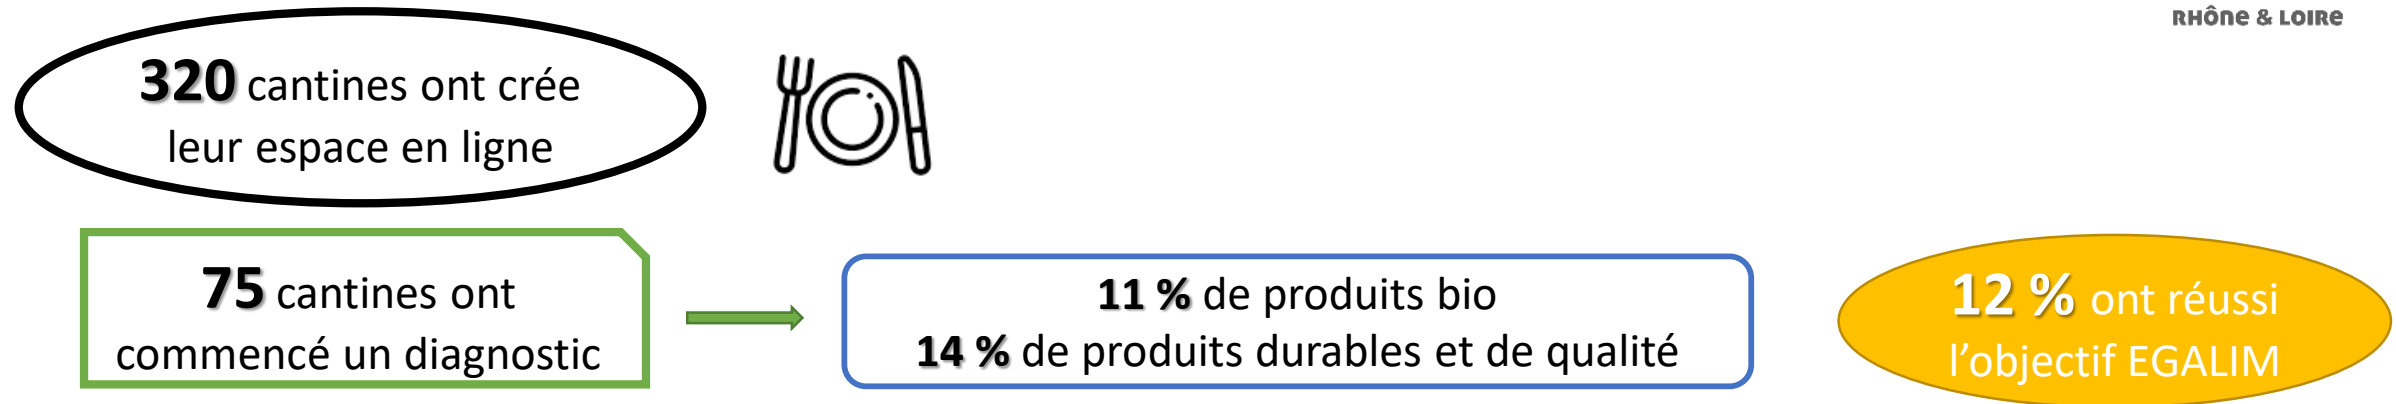 RHône & LOIRe
320 cantines ont crée
leur espace en ligne
75 cantines ont
commencé un diagnostic
11 % de produits bio
14 % de produits durables et de qualité
12 % ont réussi
l’objectif EGALIM